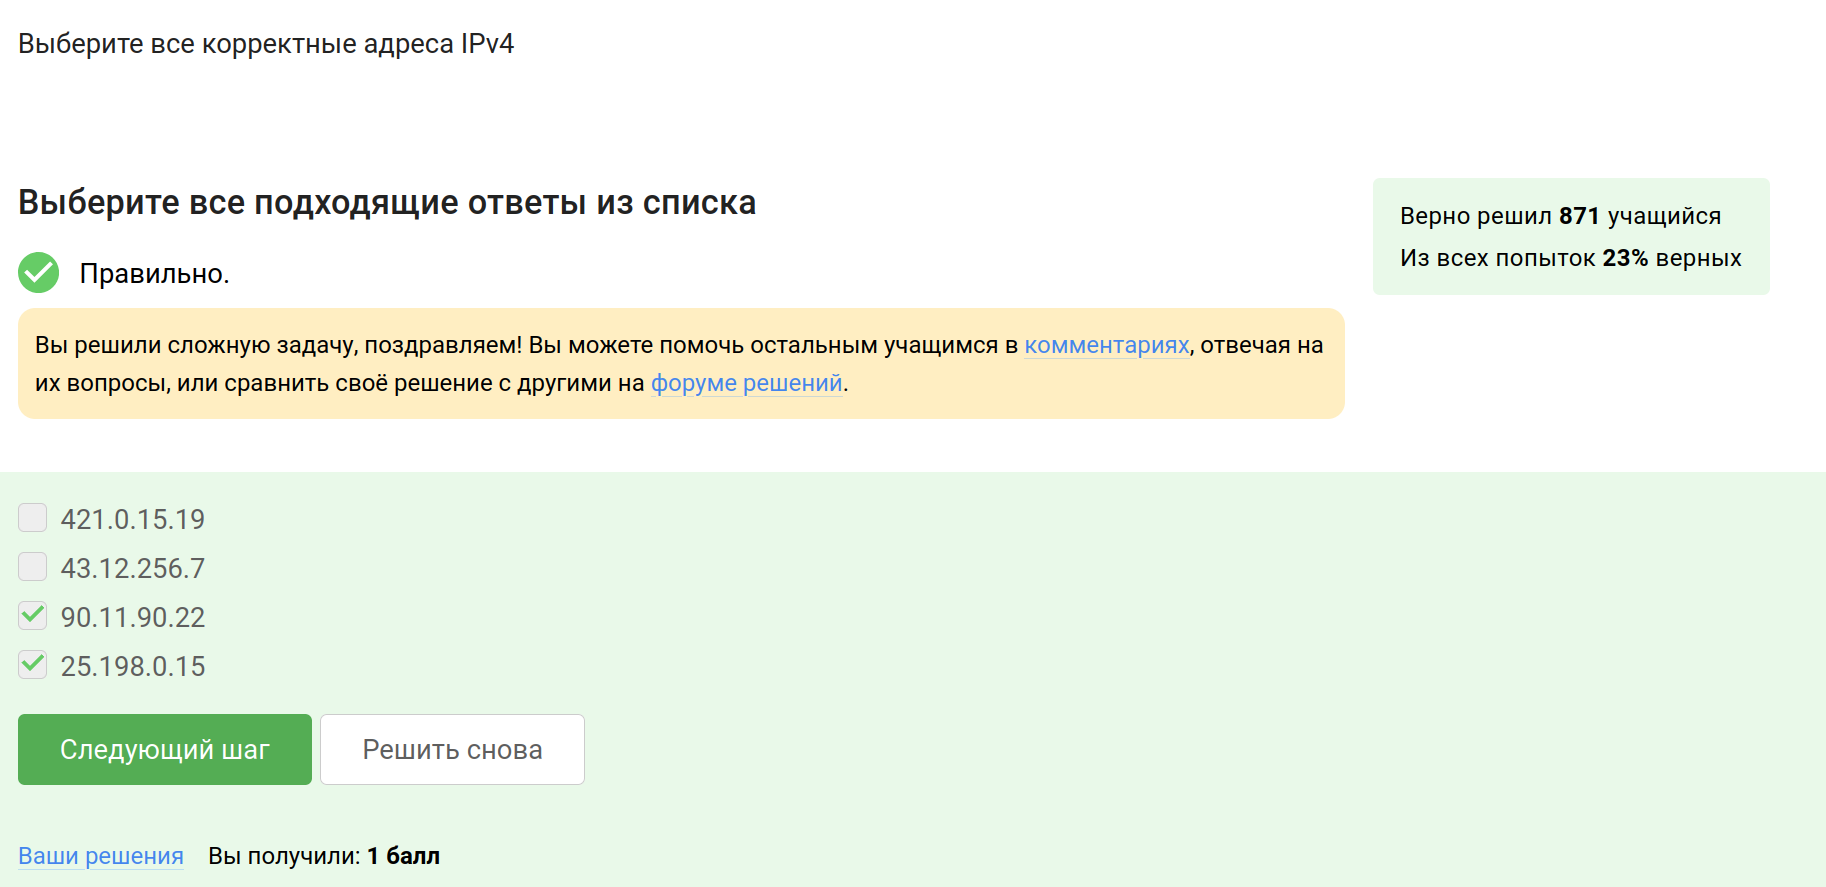 Выберите все корректные адреса IPv4
Выберите все подходящие ответы из списка
Правильно.
Верно решил 871 учащийся
Из всех попыток 23% верных
Вы решили сложную задачу, поздравляем! Вы можете помочь остальным учащимся в комментариях, отвечая на
их вопросы, или сравнить своё решение с другими на форуме решений.
421.0.15.19
43.12.256.7
90.11.90.22
25.198.0.15
Следующий шаг
Решить снова
Ваши решения Вы получили: 1 балл